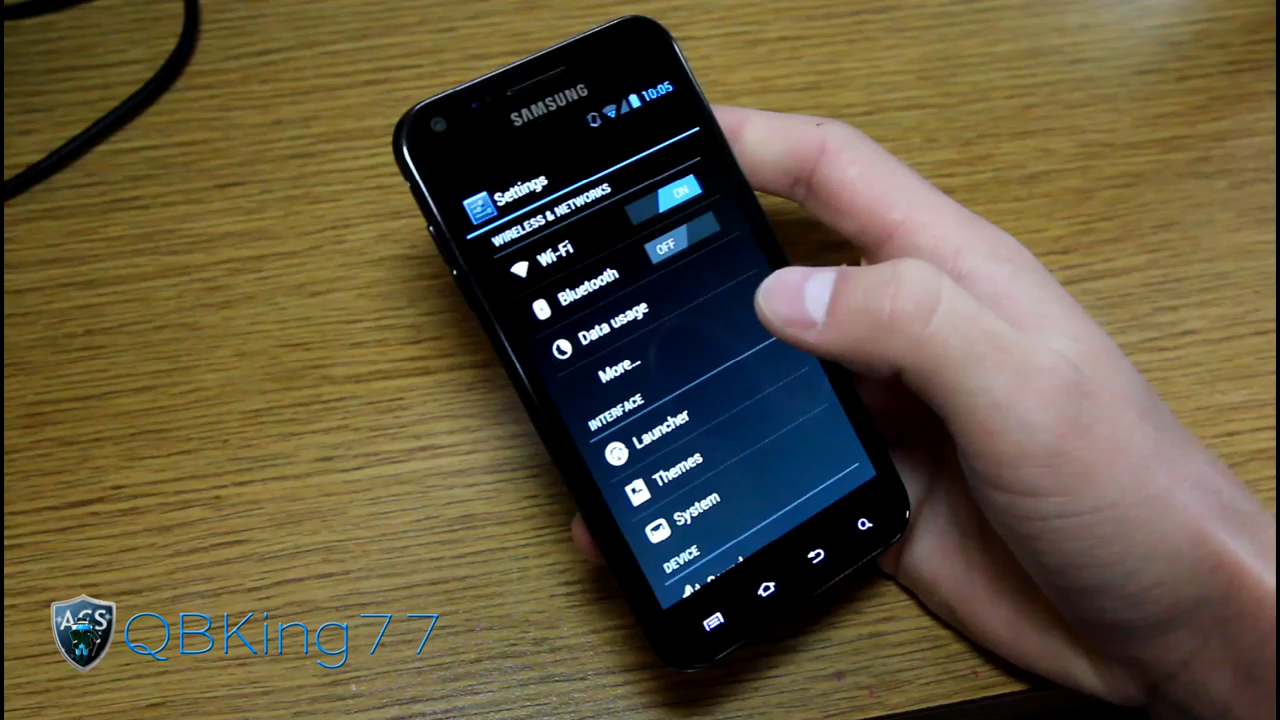 SAMSUNG
10:05
Settings
WIRELESS & NETWORKS
ON
Wi-Fi
OFF
Bluetooth
Data usage
More...
INTERFACE
Launcher
Themes
System
DEVICE
Sound
ACS
QBKing77